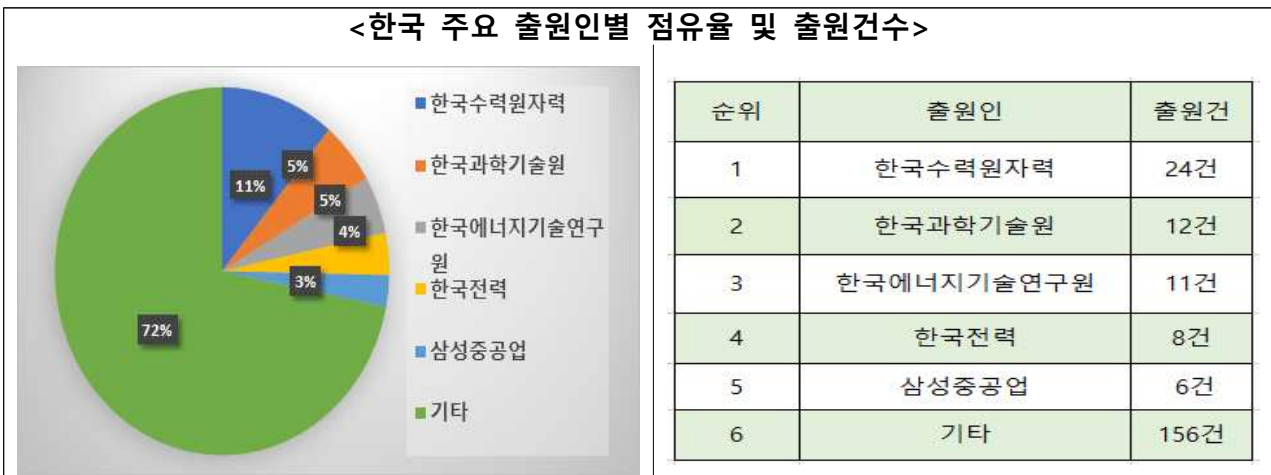 <한국 주요 출원인별 점유율 및 출원건수>
11%
5%
5%
4%
3%
72%
한국수력원자력
한국과학기술원
한국에너지기술연구
원
한국전력
삼성중공업
기타
순위 출원인 출원건
1 한국수력원자력 24건
2 한국과학기술원 12건
3 한국에너지기술연구원 11건
4 한국전력 8건
5 삼성중공업 6건
6 기타 156건